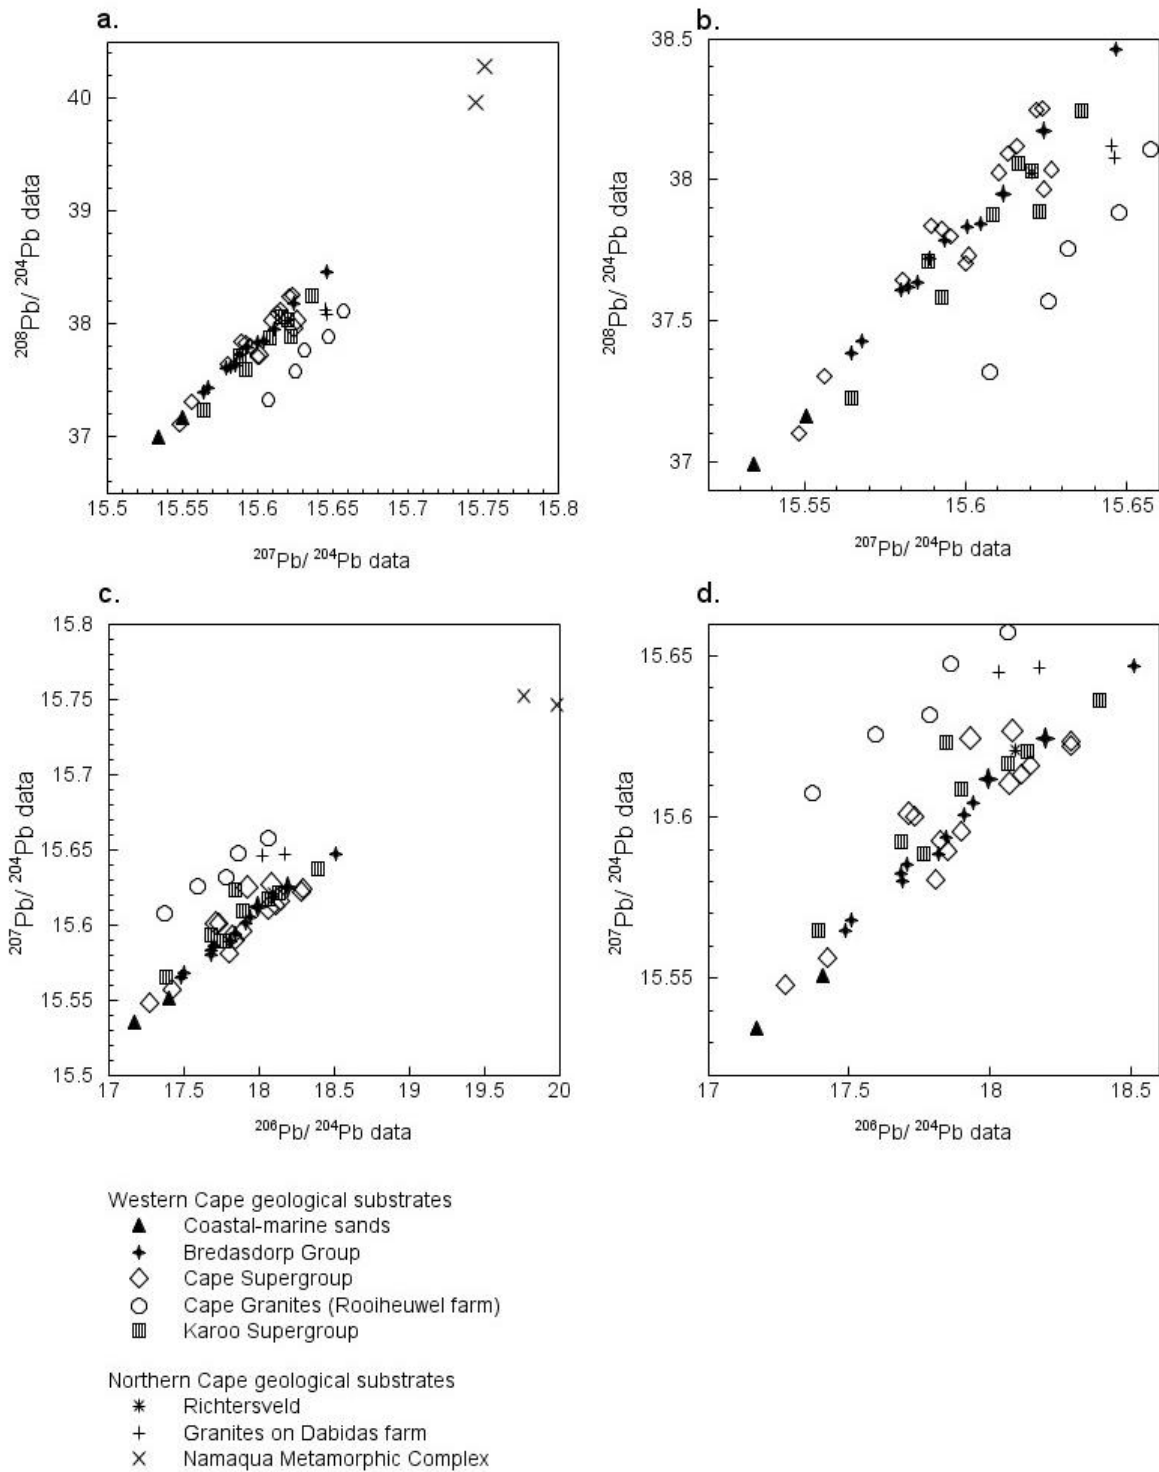 a.
40
39
38
37
15.5 15.55 15.6 15.65 15.7 15.75 15.8
²⁰⁸Pb/ ²⁰⁴Pb data
²⁰⁷Pb/ ²⁰⁴Pb data
b.
38.5
38
37.5
37
15.55 15.6 15.65
²⁰⁸Pb/ ²⁰⁴Pb data
²⁰⁷Pb/ ²⁰⁴Pb data
c.
15.8
15.75
15.7
15.65
15.6
15.55
15.5
17 17.5 18 18.5 19 19.5 20
²⁰⁷Pb/ ²⁰⁴Pb data
²⁰⁶Pb/ ²⁰⁴Pb data
d.
15.65
15.6
15.55
17 17.5 18 18.5
²⁰⁷Pb/ ²⁰⁴Pb data
²⁰⁶Pb/ ²⁰⁴Pb data
Western Cape geological substrates
Coastal-marine sands
Bredasdorp Group
Cape Supergroup
Cape Granites (Rooiheuwel farm)
Karoo Supergroup
Northern Cape geological substrates
Richtersveld
Granites on Dabidas farm
Namaqua Metamorphic Complex